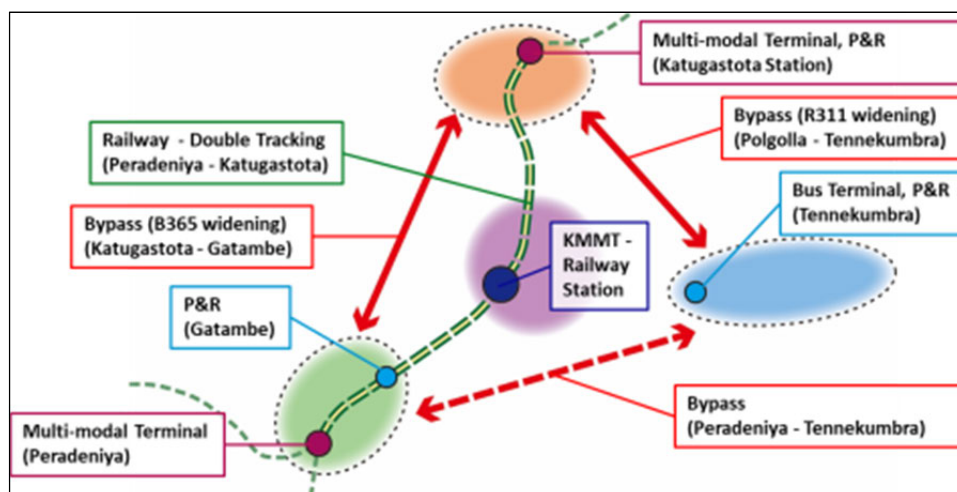 Multi-modal Terminal, P&R
(Katugastota Station)
Railway - Double Tracking
(Peradeniya - Katugastota)
Bypass (R311 widening)
(Polgolla - Tennekumbra)
Bus Terminal, P&R
(Tennekumbra)
Bypass (B365 widening)
(Katugastota - Gatambe)
KMMT -
Railway
Station
P&R
(Gatambe)
Bypass
(Peradeniya - Tennekumbra)
Multi-modal Terminal
(Peradeniya)